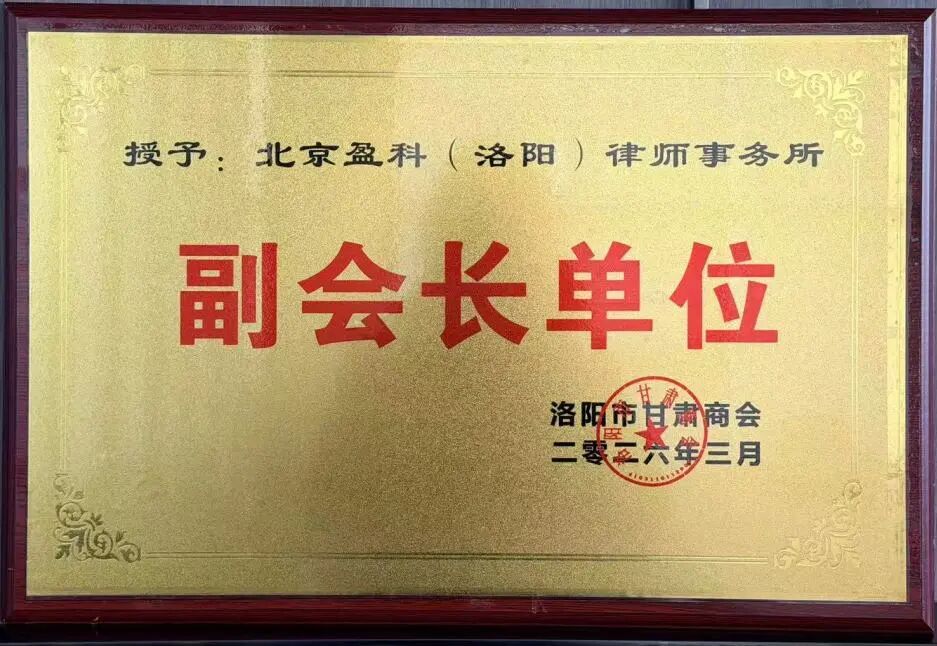 授予：北京盈科（洛阳）律师事务所
副会长单位
洛阳市甘肃商会
二零二六年三月